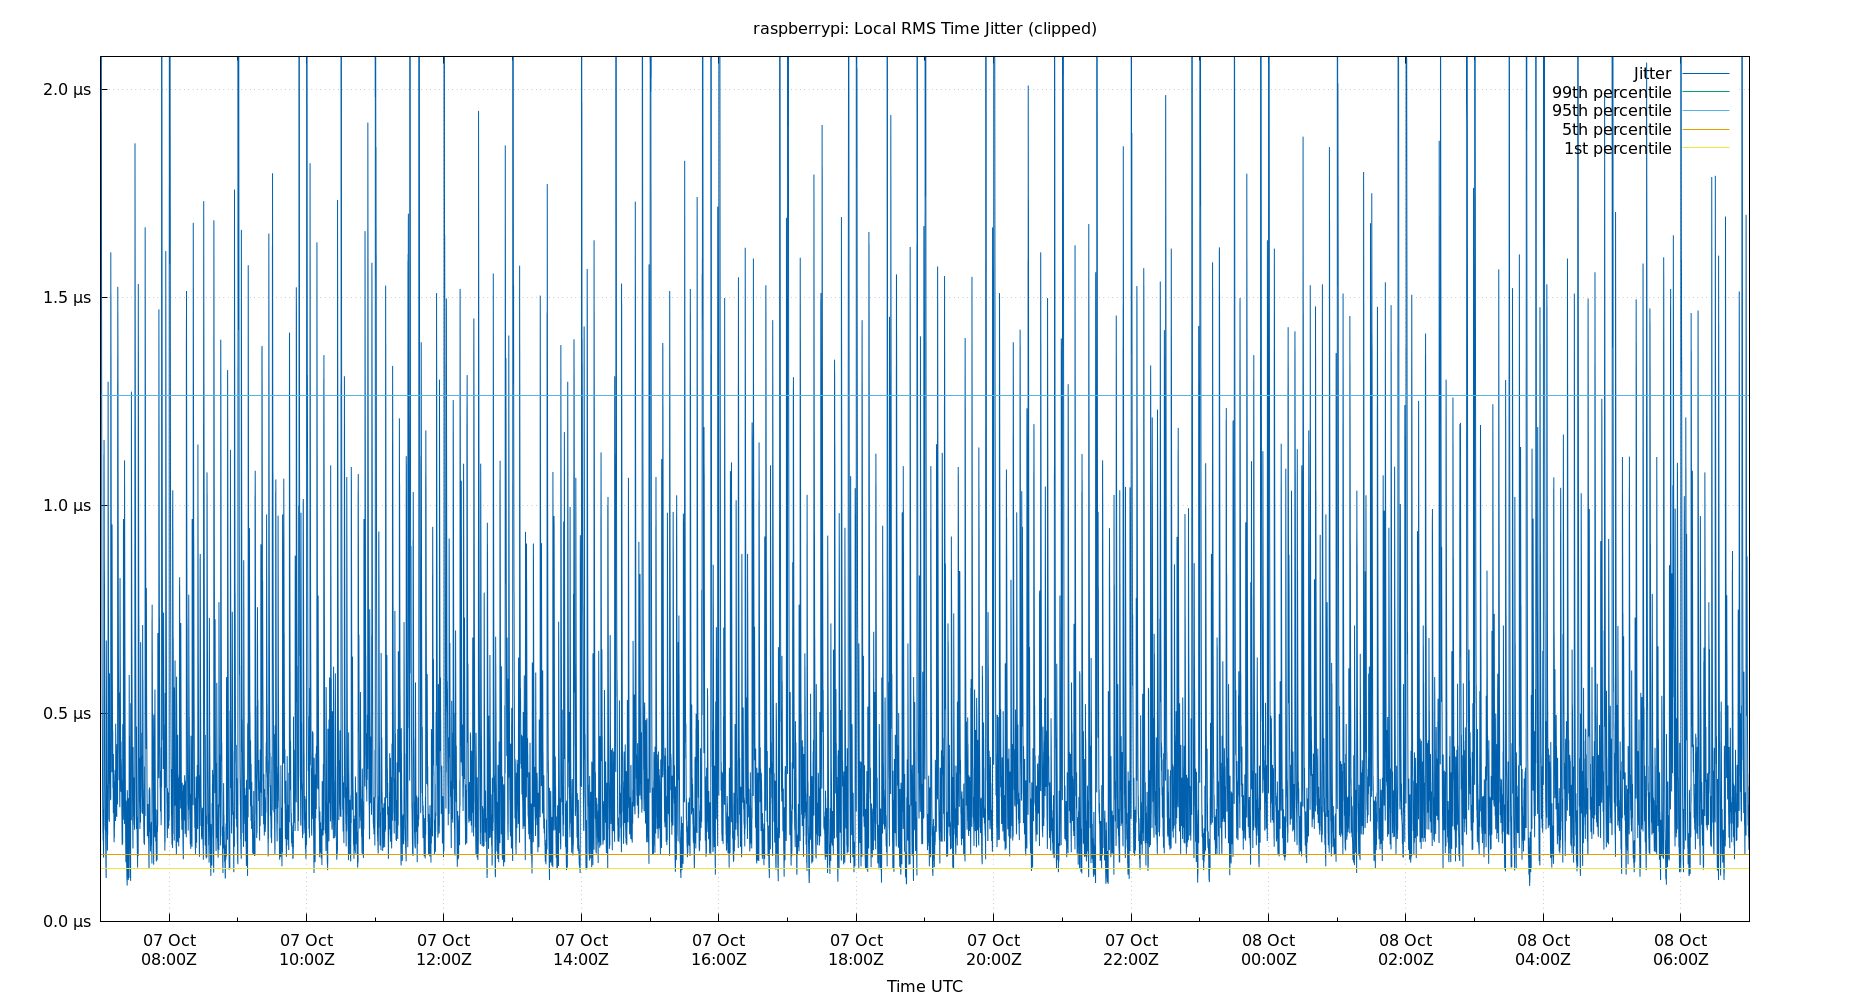 raspberrypi: Local RMS Time Jitter (clipped)
2.0 µs
1.5 µs
1.0 µs
0.5 µs
0.0 µs
Jitter
99th percentile
95th percentile
5th percentile
1st percentile
07 Oct 07 Oct 07 Oct 07 Oct 07 Oct 07 Oct 07 Oct 07 Oct 08 Oct 08 Oct 08 Oct 08 Oct
08:00Z 10:00Z 12:00Z 14:00Z 16:00Z 18:00Z 20:00Z 22:00Z 00:00Z 02:00Z 04:00Z 06:00Z
Time UTC